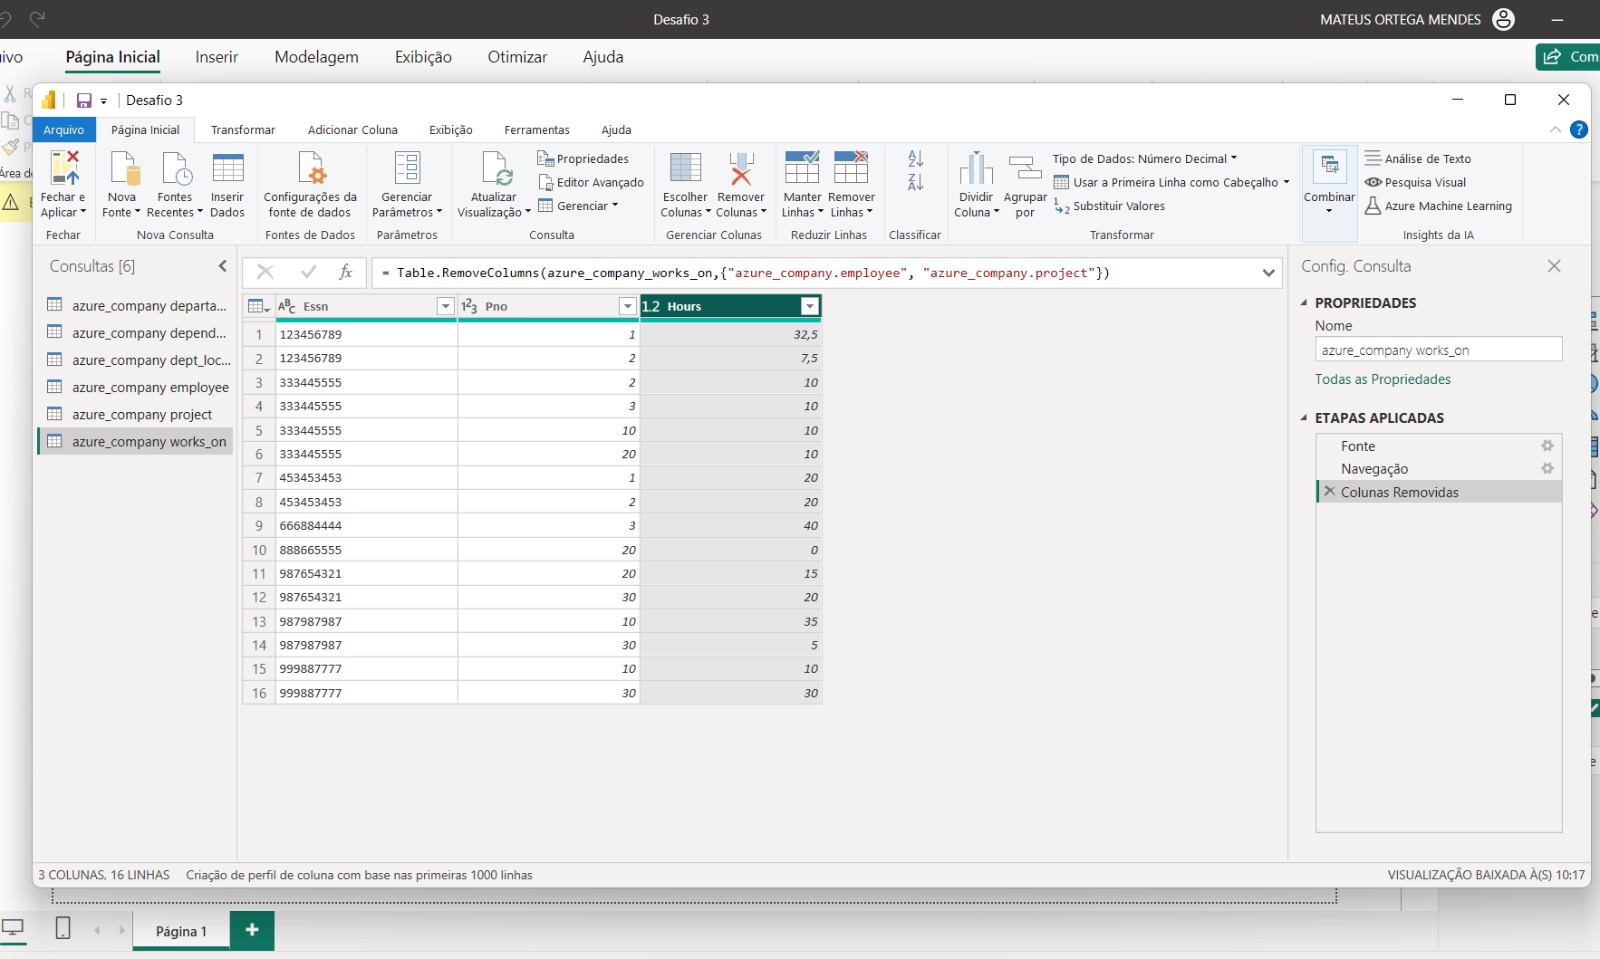 Desafio 3
MATEUS ORTEGA MENDES
ivo
Página Inicial
Inserir
Modelagem
Exibição
Otimizar
Ajuda
Com
Desafio 3
Arquivo
Página Inicial
Transformar
Adicionar Coluna
Exibição
Ferramentas
Ajuda
Fechar e Aplicar
Nova Fonte
Fontes Recentes
Inserir Dados
Configurações da fonte de dados
Gerenciar Parâmetros
Atualizar Visualização
Propriedades
Editor Avançado
Gerenciar
Escolher Colunas
Remover Colunas
Manter Linhas
Remover Linhas
Dividir Coluna
Agrupar por
Tipo de Dados: Número Decimal
Usar a Primeira Linha como Cabeçalho
Substituir Valores
Combinar
Análise de Texto
Pesquisa Visual
Azure Machine Learning
Área de
Fechar
Nova Consulta
Fontes de Dados
Parâmetros
Consulta
Gerenciar Colunas
Reduzir Linhas
Classificar
Transformar
Insights da IA
Consultas [6]
azure_company departa...
azure_company depend...
azure_company dept_loc...
azure_company employee
azure_company project
azure_company works_on
fx
= Table.RemoveColumns(azure_company_works_on,{"azure_company.employee", "azure_company.project"})
ABC Essn 123 Pno 1.2 Hours
1 123456789 1 32,5
2 123456789 2 7,5
3 333445555 2 10
4 333445555 3 10
5 333445555 10 10
6 333445555 20 10
7 453453453 1 20
8 453453453 2 20
9 666884444 3 40
10 888665555 20 0
11 987654321 20 15
12 987654321 30 20
13 987987987 10 35
14 987987987 30 5
15 999887777 10 10
16 999887777 30 30
Config. Consulta
PROPRIEDADES
Nome
azure_company works_on
Todas as Propriedades
ETAPAS APLICADAS
Fonte
Navegação
Colunas Removidas
3 COLUNAS, 16 LINHAS
Criação de perfil de coluna com base nas primeiras 1000 linhas
VISUALIZAÇÃO BAIXADA À(S) 10:17
Página 1